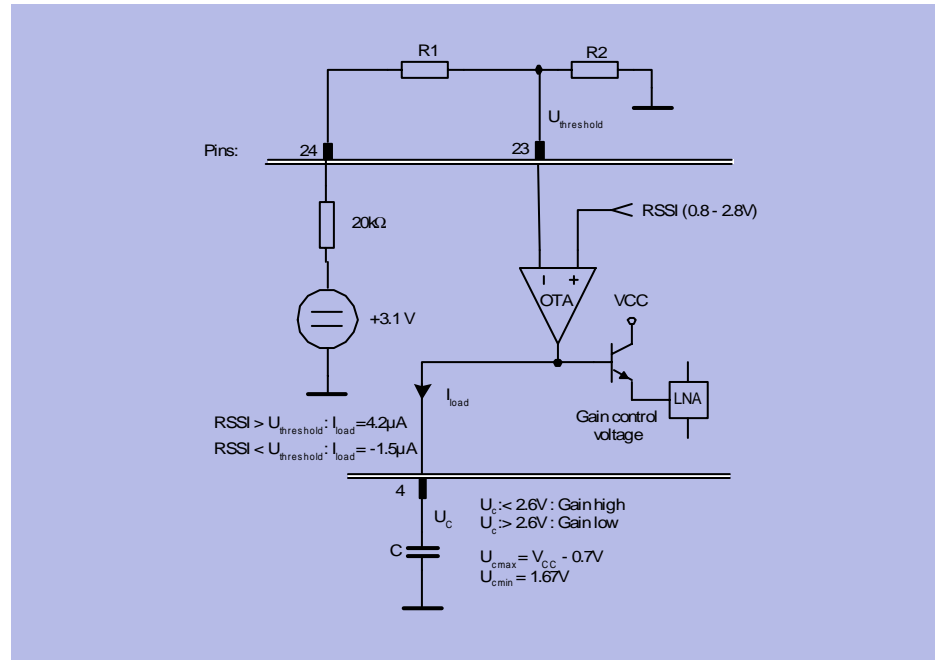 R1
R2
U threshold
Pins:
24
23
20kΩ
RSSI (0.8 - 2.8V)
− +
OTA
VCC
+3.1 V
I load
LNA
Gain control
voltage
RSSI > U threshold: I load=4.2µA
RSSI < U threshold: I load= -1.5µA
4
U C
C
U c:< 2.6V : Gain high
U c:> 2.6V : Gain low
U cmax= V CC - 0.7V
U cmin= 1.67V